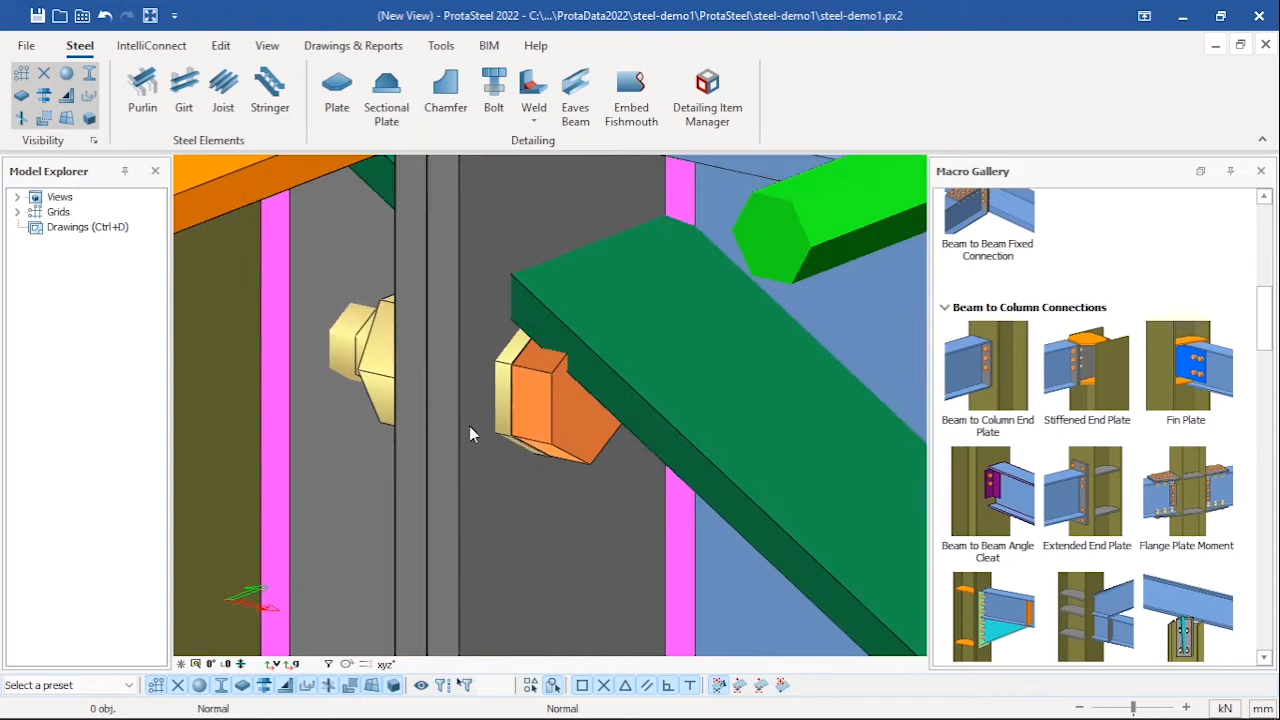 (New View) - ProtaSteel 2022 - C:\...\ProtaData2022\steel-demo1\ProtaSteel\steel-demo1\steel-demo1.px2
File Steel IntelliConnect Edit View Drawings & Reports Tools BIM Help
Purlin Girt Joist Stringer Plate Sectional Plate Chamfer Bolt Weld Eaves Beam Embed Fishmouth Detailing Item Manager
Visibility Steel Elements Detailing
Model Explorer
Views
Grids
Drawings (Ctrl+D)
Macro Gallery
Beam to Beam Fixed
Connection
Beam to Column Connections
Beam to Column End
Plate
Stiffened End Plate
Fin Plate
Beam to Beam Angle
Cleat
Extended End Plate
Flange Plate Moment
xyz°
Select a preset
0 obj. Normal Normal kN mm